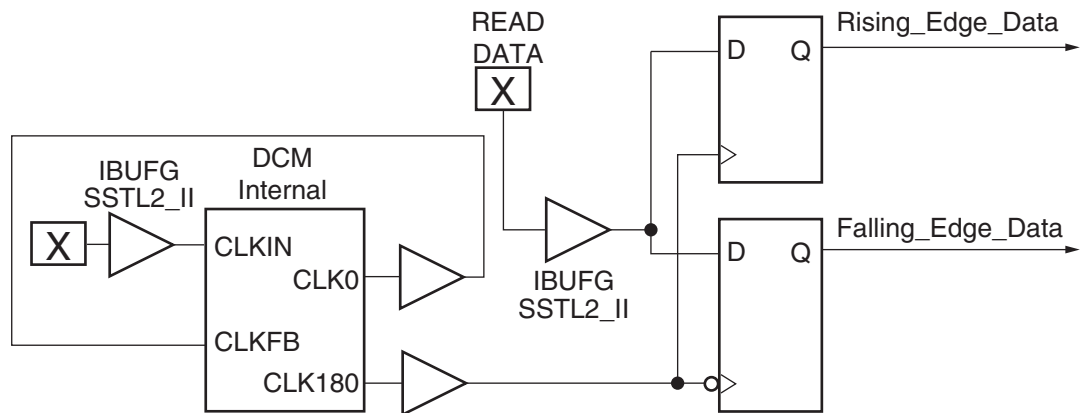 READ
DATA
X
D
Q
Rising_Edge_Data
IBUFG
SSTL2_II
X
DCM
Internal
CLKIN
CLK0
CLKFB
CLK180
IBUFG
SSTL2_II
D
Q
Falling_Edge_Data